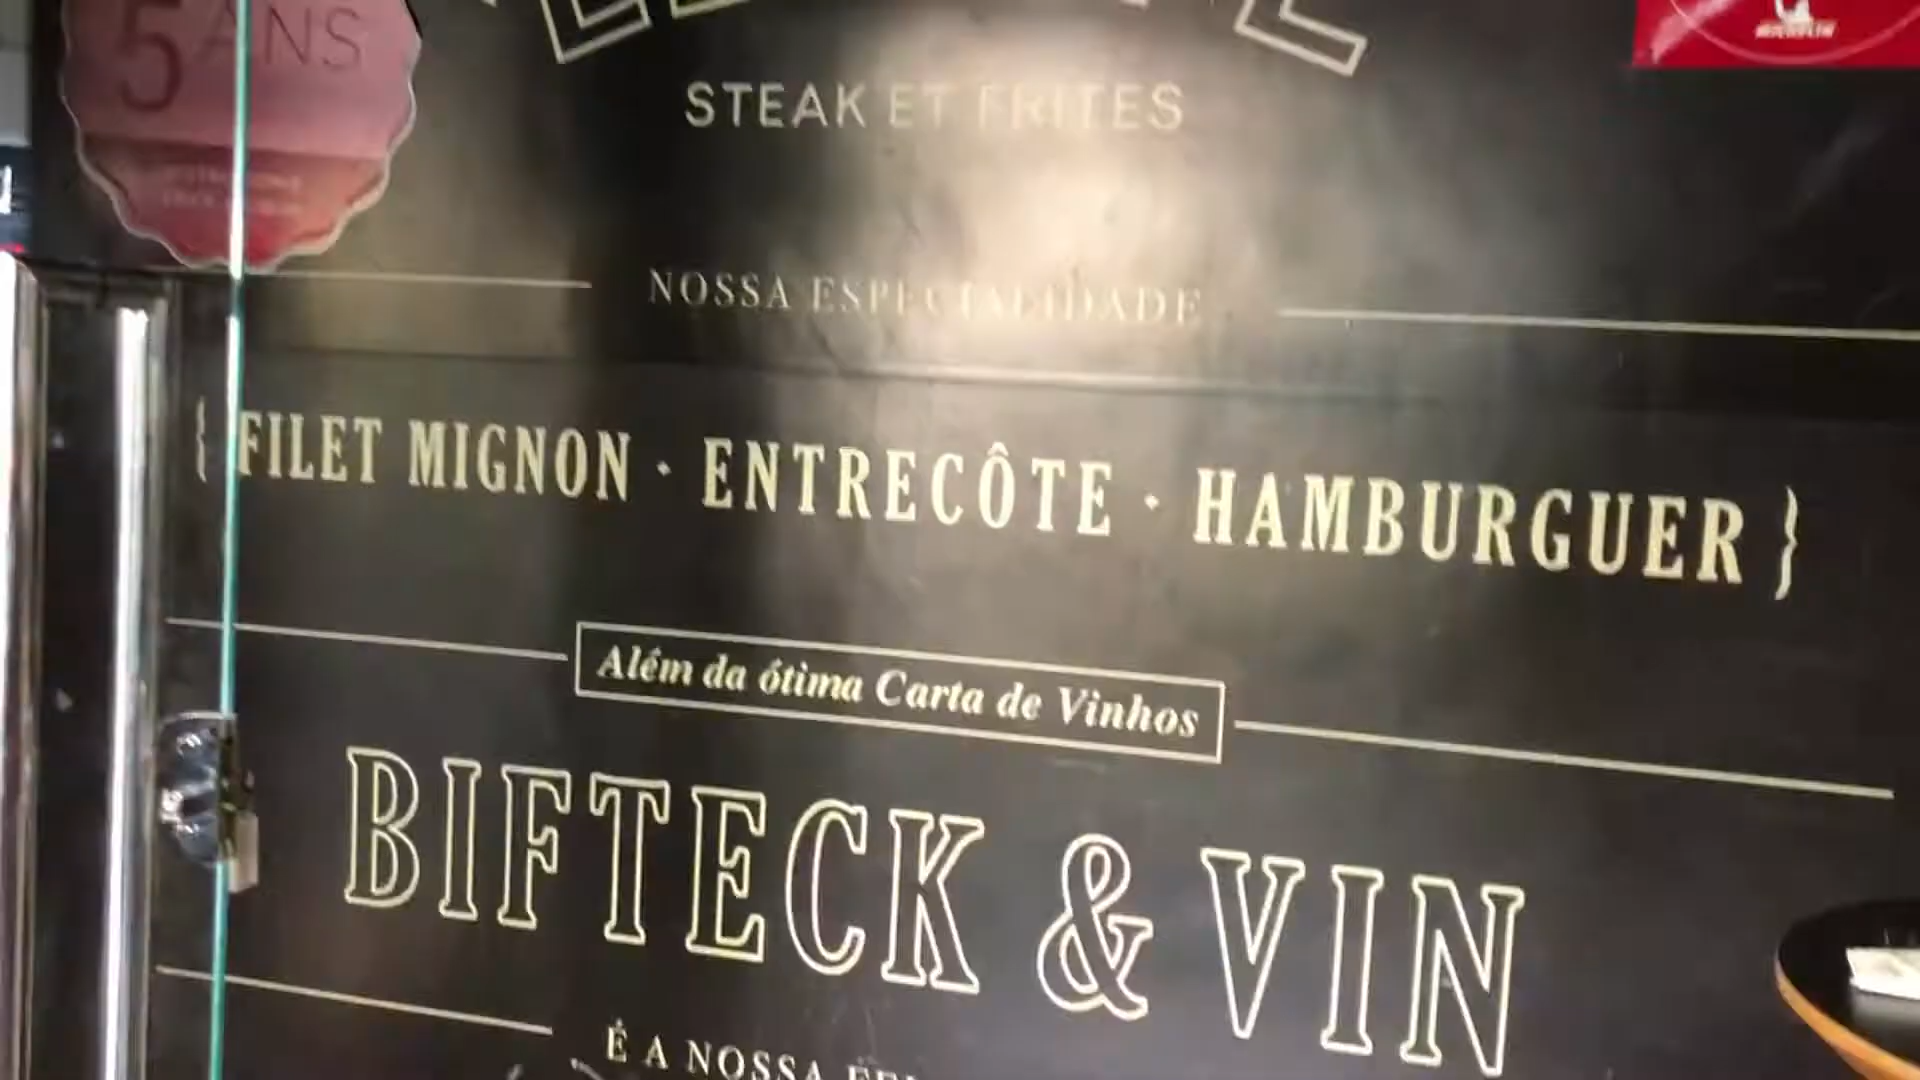 5 ANS
MICHELIN
STEAK ET FRITES
NOSSA ESPECIALIDADE
{ FILET MIGNON · ENTRECÔTE · HAMBURGUER }
Além da ótima Carta de Vinhos
BIFTECK & VIN
É A NOSSA